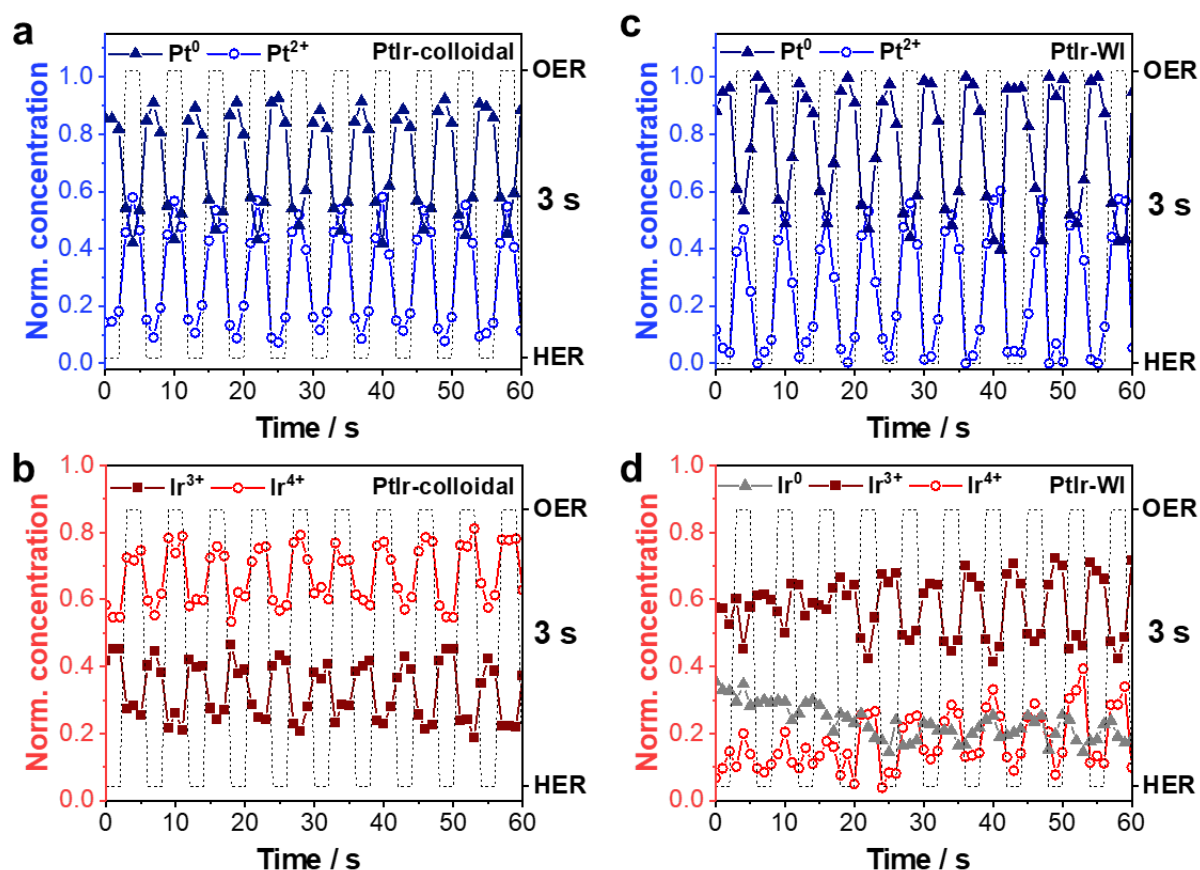 a
Pt⁰ Pt²⁺ PtIr-colloidal
1.0
0.8
0.6
0.4
0.2
0.0
Norm. concentration
OER
3 s
HER
0 10 20 30 40 50 60
Time / s
c
Pt⁰ Pt²⁺ PtIr-WI
1.0
0.8
0.6
0.4
0.2
0.0
Norm. concentration
OER
3 s
HER
0 10 20 30 40 50 60
Time / s
b
Ir³⁺ Ir⁴⁺ PtIr-colloidal
1.0
0.8
0.6
0.4
0.2
0.0
Norm. concentration
OER
3 s
HER
0 10 20 30 40 50 60
Time / s
d
Ir⁰ Ir³⁺ Ir⁴⁺ PtIr-WI
1.0
0.8
0.6
0.4
0.2
0.0
Norm. concentration
OER
3 s
HER
0 10 20 30 40 50 60
Time / s